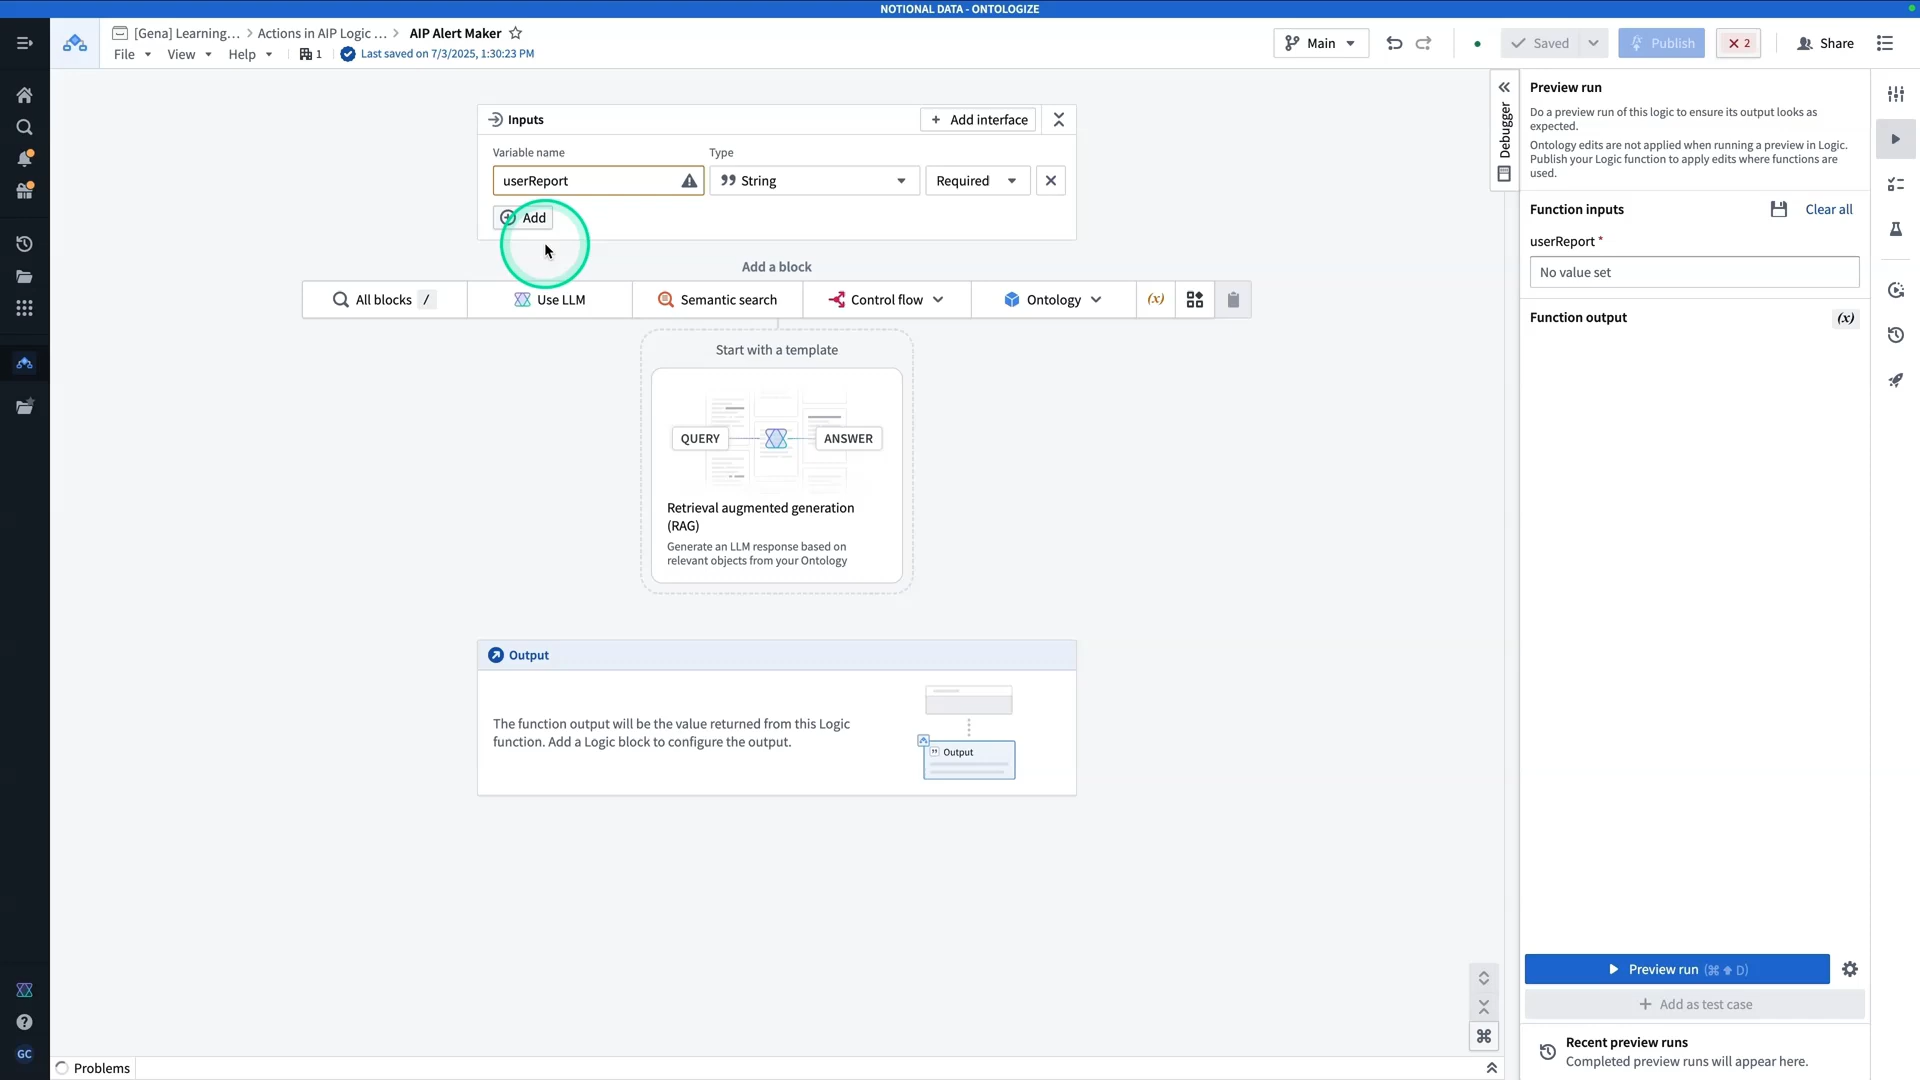 NOTIONAL DATA - ONTOLOGIZE
[Gena] Learning... > Actions in AIP Logic ... > AIP Alert Maker
File View Help 1 Last saved on 7/3/2025, 1:30:23 PM
Main
Saved
Publish
2
Share
Inputs
Add interface
Variable name Type
userReport String Required
Add
Add a block
All blocks /
Use LLM
Semantic search
Control flow
Ontology
(x)
Start with a template
QUERY ANSWER
Retrieval augmented generation
(RAG)
Generate an LLM response based on
relevant objects from your Ontology
Output
The function output will be the value returned from this Logic
function. Add a Logic block to configure the output.
Output
Debugger
Preview run
Do a preview run of this logic to ensure its output looks as
expected.
Ontology edits are not applied when running a preview in Logic.
Publish your Logic function to apply edits where functions are
used.
Function inputs Clear all
userReport *
No value set
Function output (x)
Preview run (⌘ ⇧ D)
Add as test case
Recent preview runs
Completed preview runs will appear here.
GC
Problems